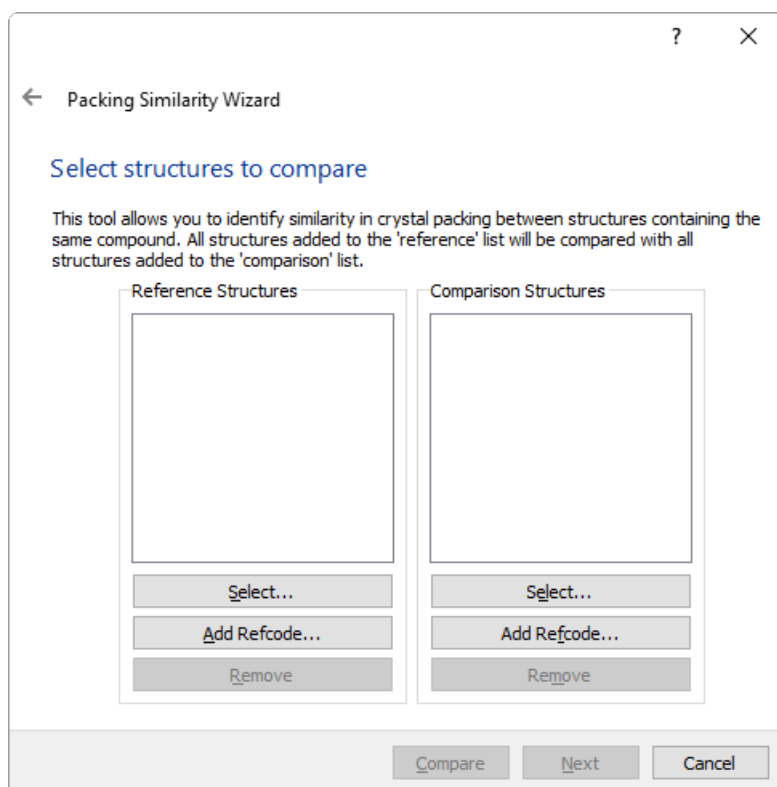 ?
Packing Similarity Wizard
Select structures to compare
This tool allows you to identify similarity in crystal packing between structures containing the
same compound. All structures added to the 'reference' list will be compared with all
structures added to the 'comparison' list.
Reference Structures
Comparison Structures
Select...
Select...
Add Refcode...
Add Refcode...
Remove
Remove
Compare
Next
Cancel